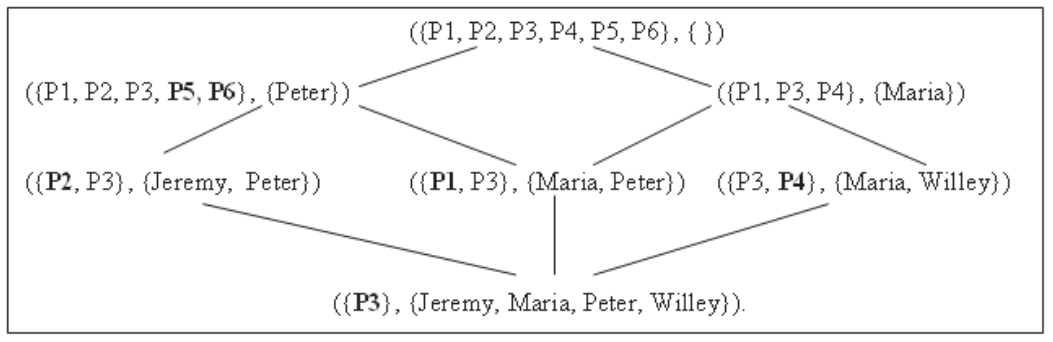 ({P1, P2, P3, P4, P5, P6}, { })
({P1, P2, P3, P5, P6}, {Peter}) ({P1, P3, P4}, {Maria})
({P2, P3}, {Jeremy, Peter}) ({P1, P3}, {Maria, Peter}) ({P3, P4}, {Maria, Willey})
({P3}, {Jeremy, Maria, Peter, Willey}).